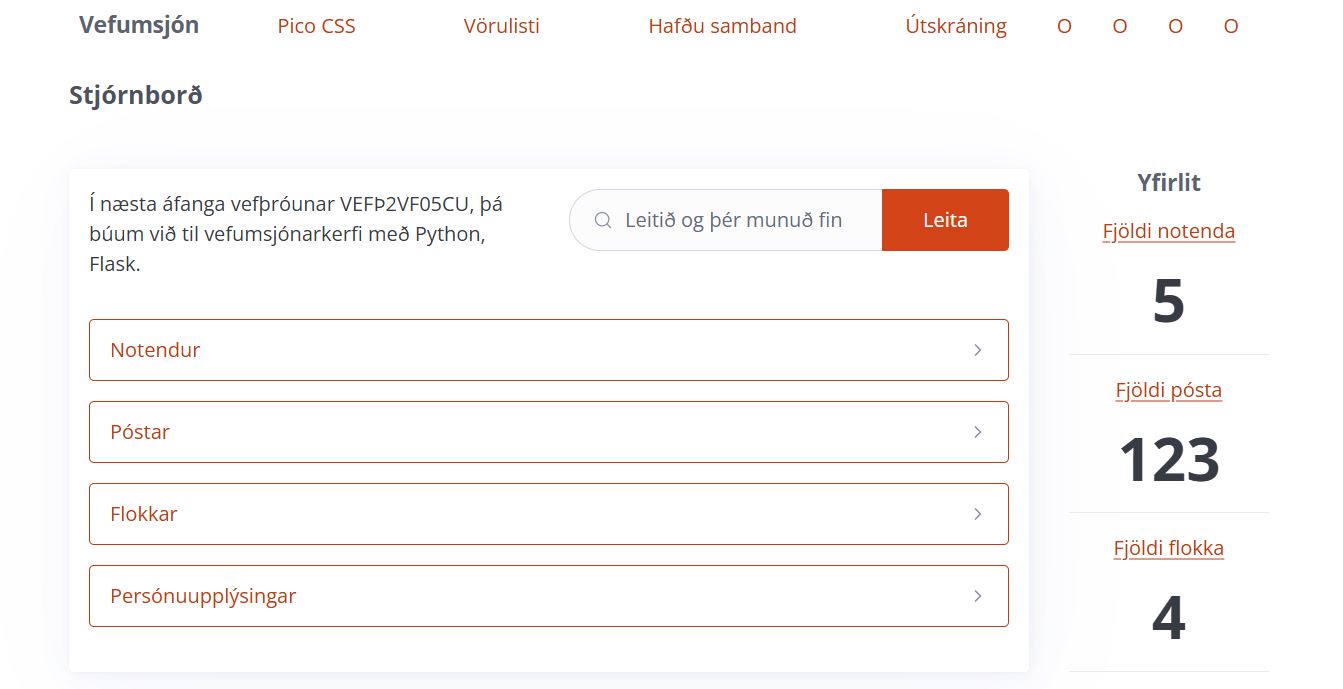 Vefumsjón Pico CSS Vörulisti Hafðu samband Útskráning O O O O
Stjórnborð
Í næsta áfanga vefþróunar VEFÞ2VF05CU, þá
búum við til vefumsjónarkerfi með Python,
Flask.
Leitið og þér munuð fin
Leita
Notendur
Póstar
Flokkar
Persónuupplýsingar
Yfirlit
Fjöldi notenda
5
Fjöldi pósta
123
Fjöldi flokka
4